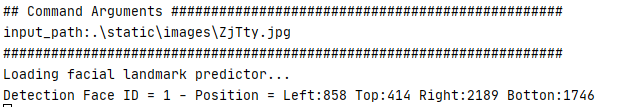 ## Command Arguments ####################################################
input_path:.\static\images\ZjTty.jpg
##########################################################################
Loading facial landmark predictor...
Detection Face ID = 1 - Position = Left:858 Top:414 Right:2189 Botton:1746